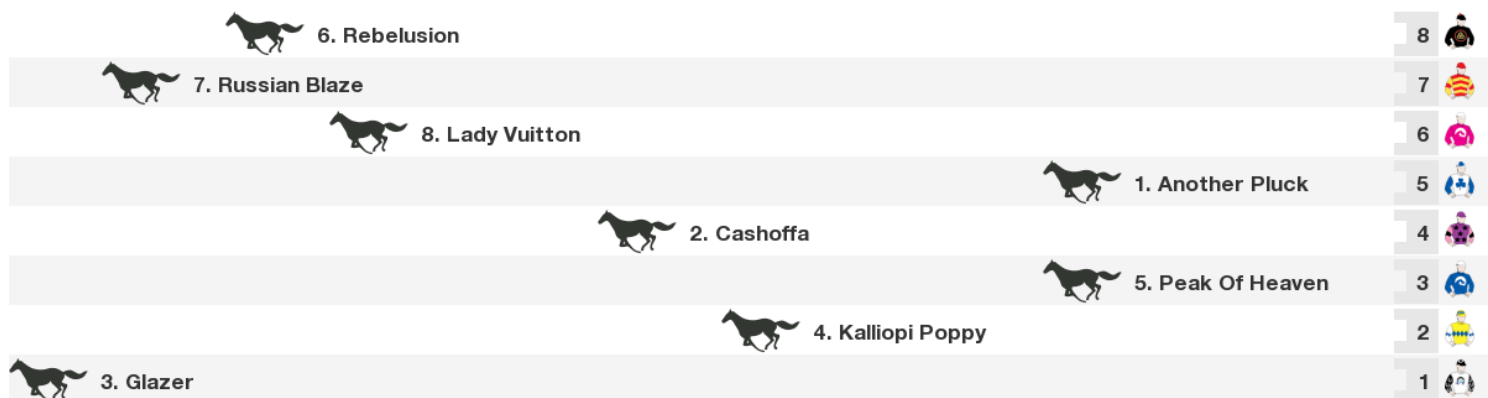 6. Rebelusion 8
7. Russian Blaze 7
8. Lady Vuitton 6
1. Another Pluck 5
2. Cashoffa 4
5. Peak Of Heaven 3
4. Kalliopi Poppy 2
3. Glazer 1